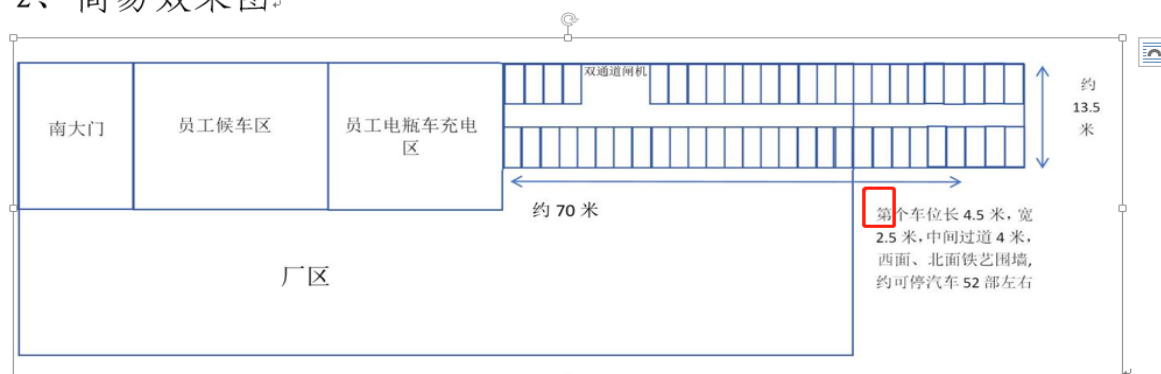 2、简易效果图
双通道闸机
南大门
员工候车区
员工电瓶车充电
区
约
13.5
米
约 70 米
第个车位长 4.5 米，宽
2.5 米，中间过道 4 米，
西面、北面铁艺围墙，
约可停汽车 52 部左右
厂区